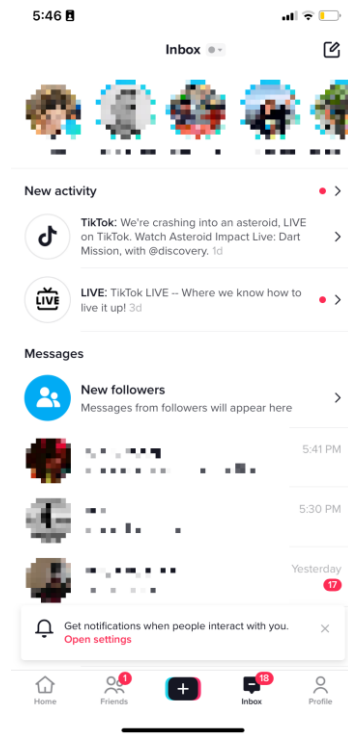 5:46
Inbox
New activity
TikTok: We're crashing into an asteroid, LIVE
on TikTok. Watch Asteroid Impact Live: Dart
Mission, with @discovery. 1d
LIVE
LIVE: TikTok LIVE -- Where we know how to
live it up! 3d
Messages
New followers
Messages from followers will appear here
5:41 PM
5:30 PM
Yesterday
17
Get notifications when people interact with you.
Open settings
1
18
Home
Friends
Inbox
Profile